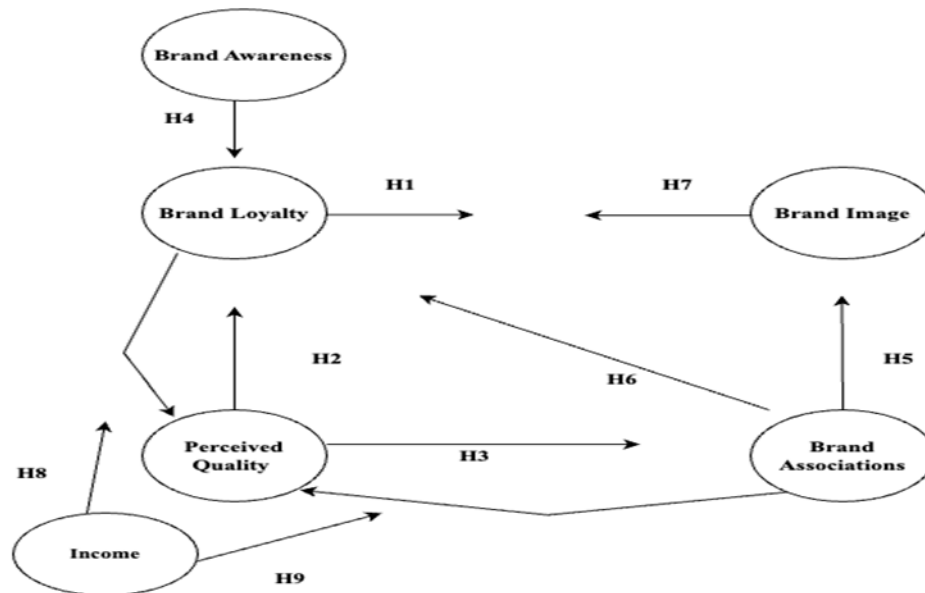 Brand Awareness
H4
H1
H7
Brand Loyalty
Brand Image
H2
H5
H6
Perceived
Quality
H3
Brand
Associations
H8
Income
H9